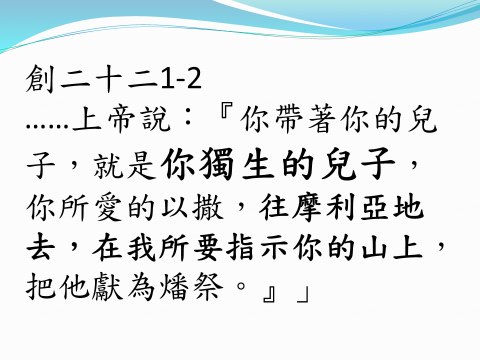 創二十二1-2
……上帝說：『你帶著你的兒
子，就是你獨生的兒子，
你所愛的以撒，往摩利亞地
去，在我所要指示你的山上，
把他獻為燔祭。』」